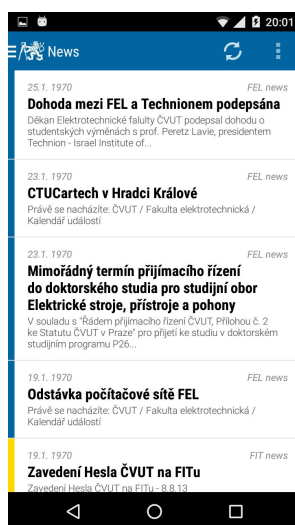 20:01
News
25.1. 1970 FEL news
Dohoda mezi FEL a Technionem podepsána
Děkan Elektrotechnické falulty ČVUT podepsal dohodu o
studentských výměnách s prof. Peretz Lavie, presidentem
Technion - Israel Institute of...
23.1. 1970 FEL news
CTUCartech v Hradci Králové
Právě se nacházíte: ČVUT / Fakulta elektrotechnická /
Kalendář událostí
23.1. 1970 FEL news
Mimořádný termín přijímacího řízení
do doktorského studia pro studijní obor
Elektrické stroje, přístroje a pohony
V souladu s "Řádem přijímacího řízení ČVUT, Přílohou č. 2
ke Statutu ČVUT v Praze" pro přijetí ke studiu v doktorském
studijním programu P26...
19.1. 1970 FEL news
Odstávka počítačové sítě FEL
Právě se nacházíte: ČVUT / Fakulta elektrotechnická /
Kalendář událostí
19.1. 1970 FIT news
Zavedení Hesla ČVUT na FITu
Zavedení Hesla ČVUT na FITu - 8.8.13